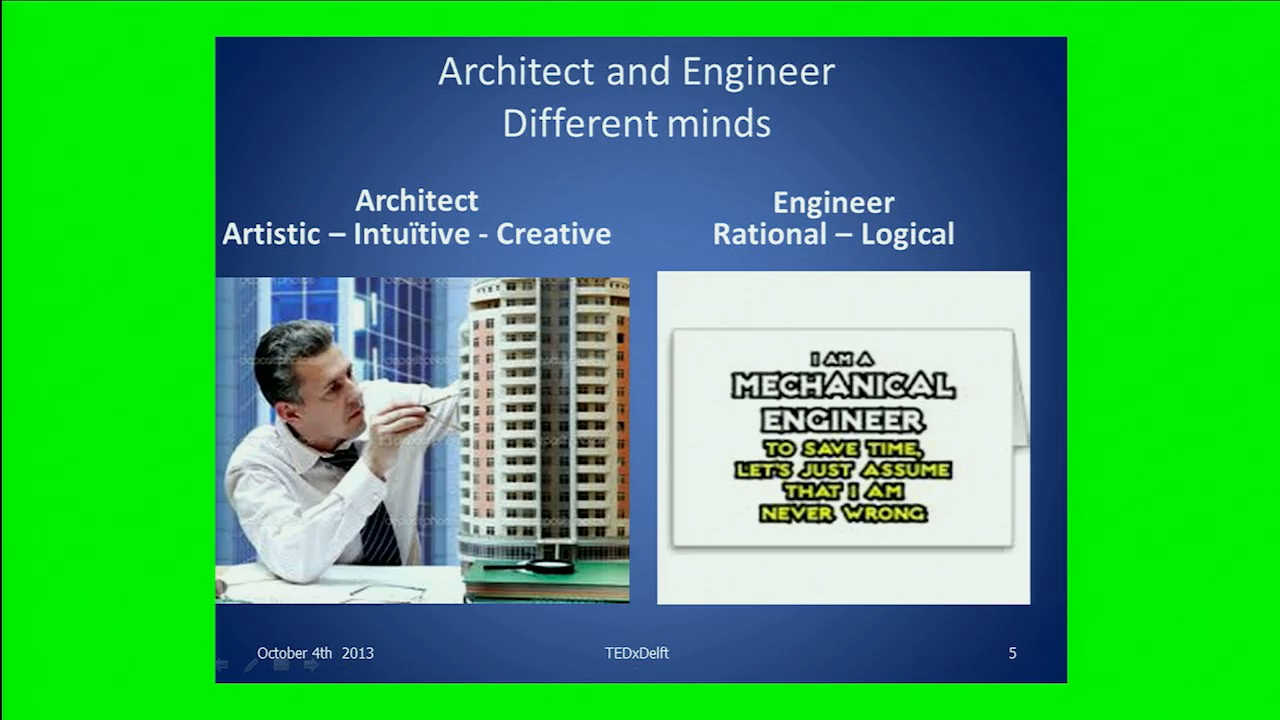 Architect and Engineer
Different minds
Architect
Artistic – Intuïtive - Creative
Engineer
Rational – Logical
depositphotos
I AM A
MECHANICAL
ENGINEER
TO SAVE TIME,
LET'S JUST ASSUME
THAT I AM
NEVER WRONG
October 4th 2013
TEDxDelft
5